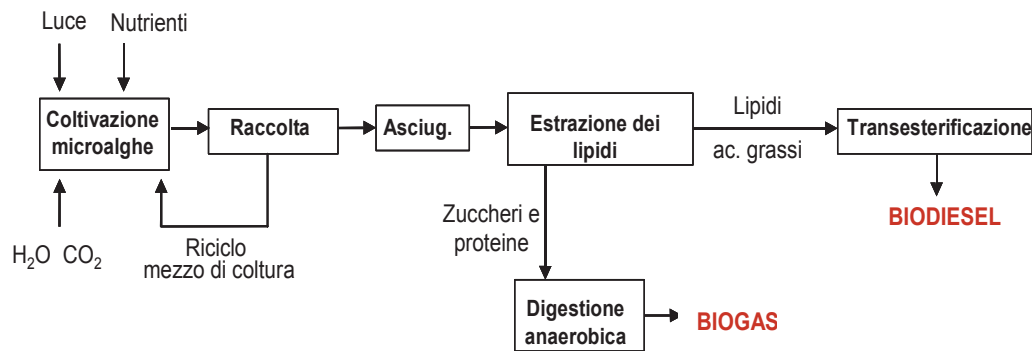 Luce
Nutrienti
Coltivazione
microalghe
Raccolta
Asciug.
Estrazione dei
lipidi
Lipidi
ac. grassi
Transesterificazione
BIODIESEL
H₂O CO₂
Riciclo
mezzo di coltura
Zuccheri e
proteine
Digestione
anaerobica
BIOGAS